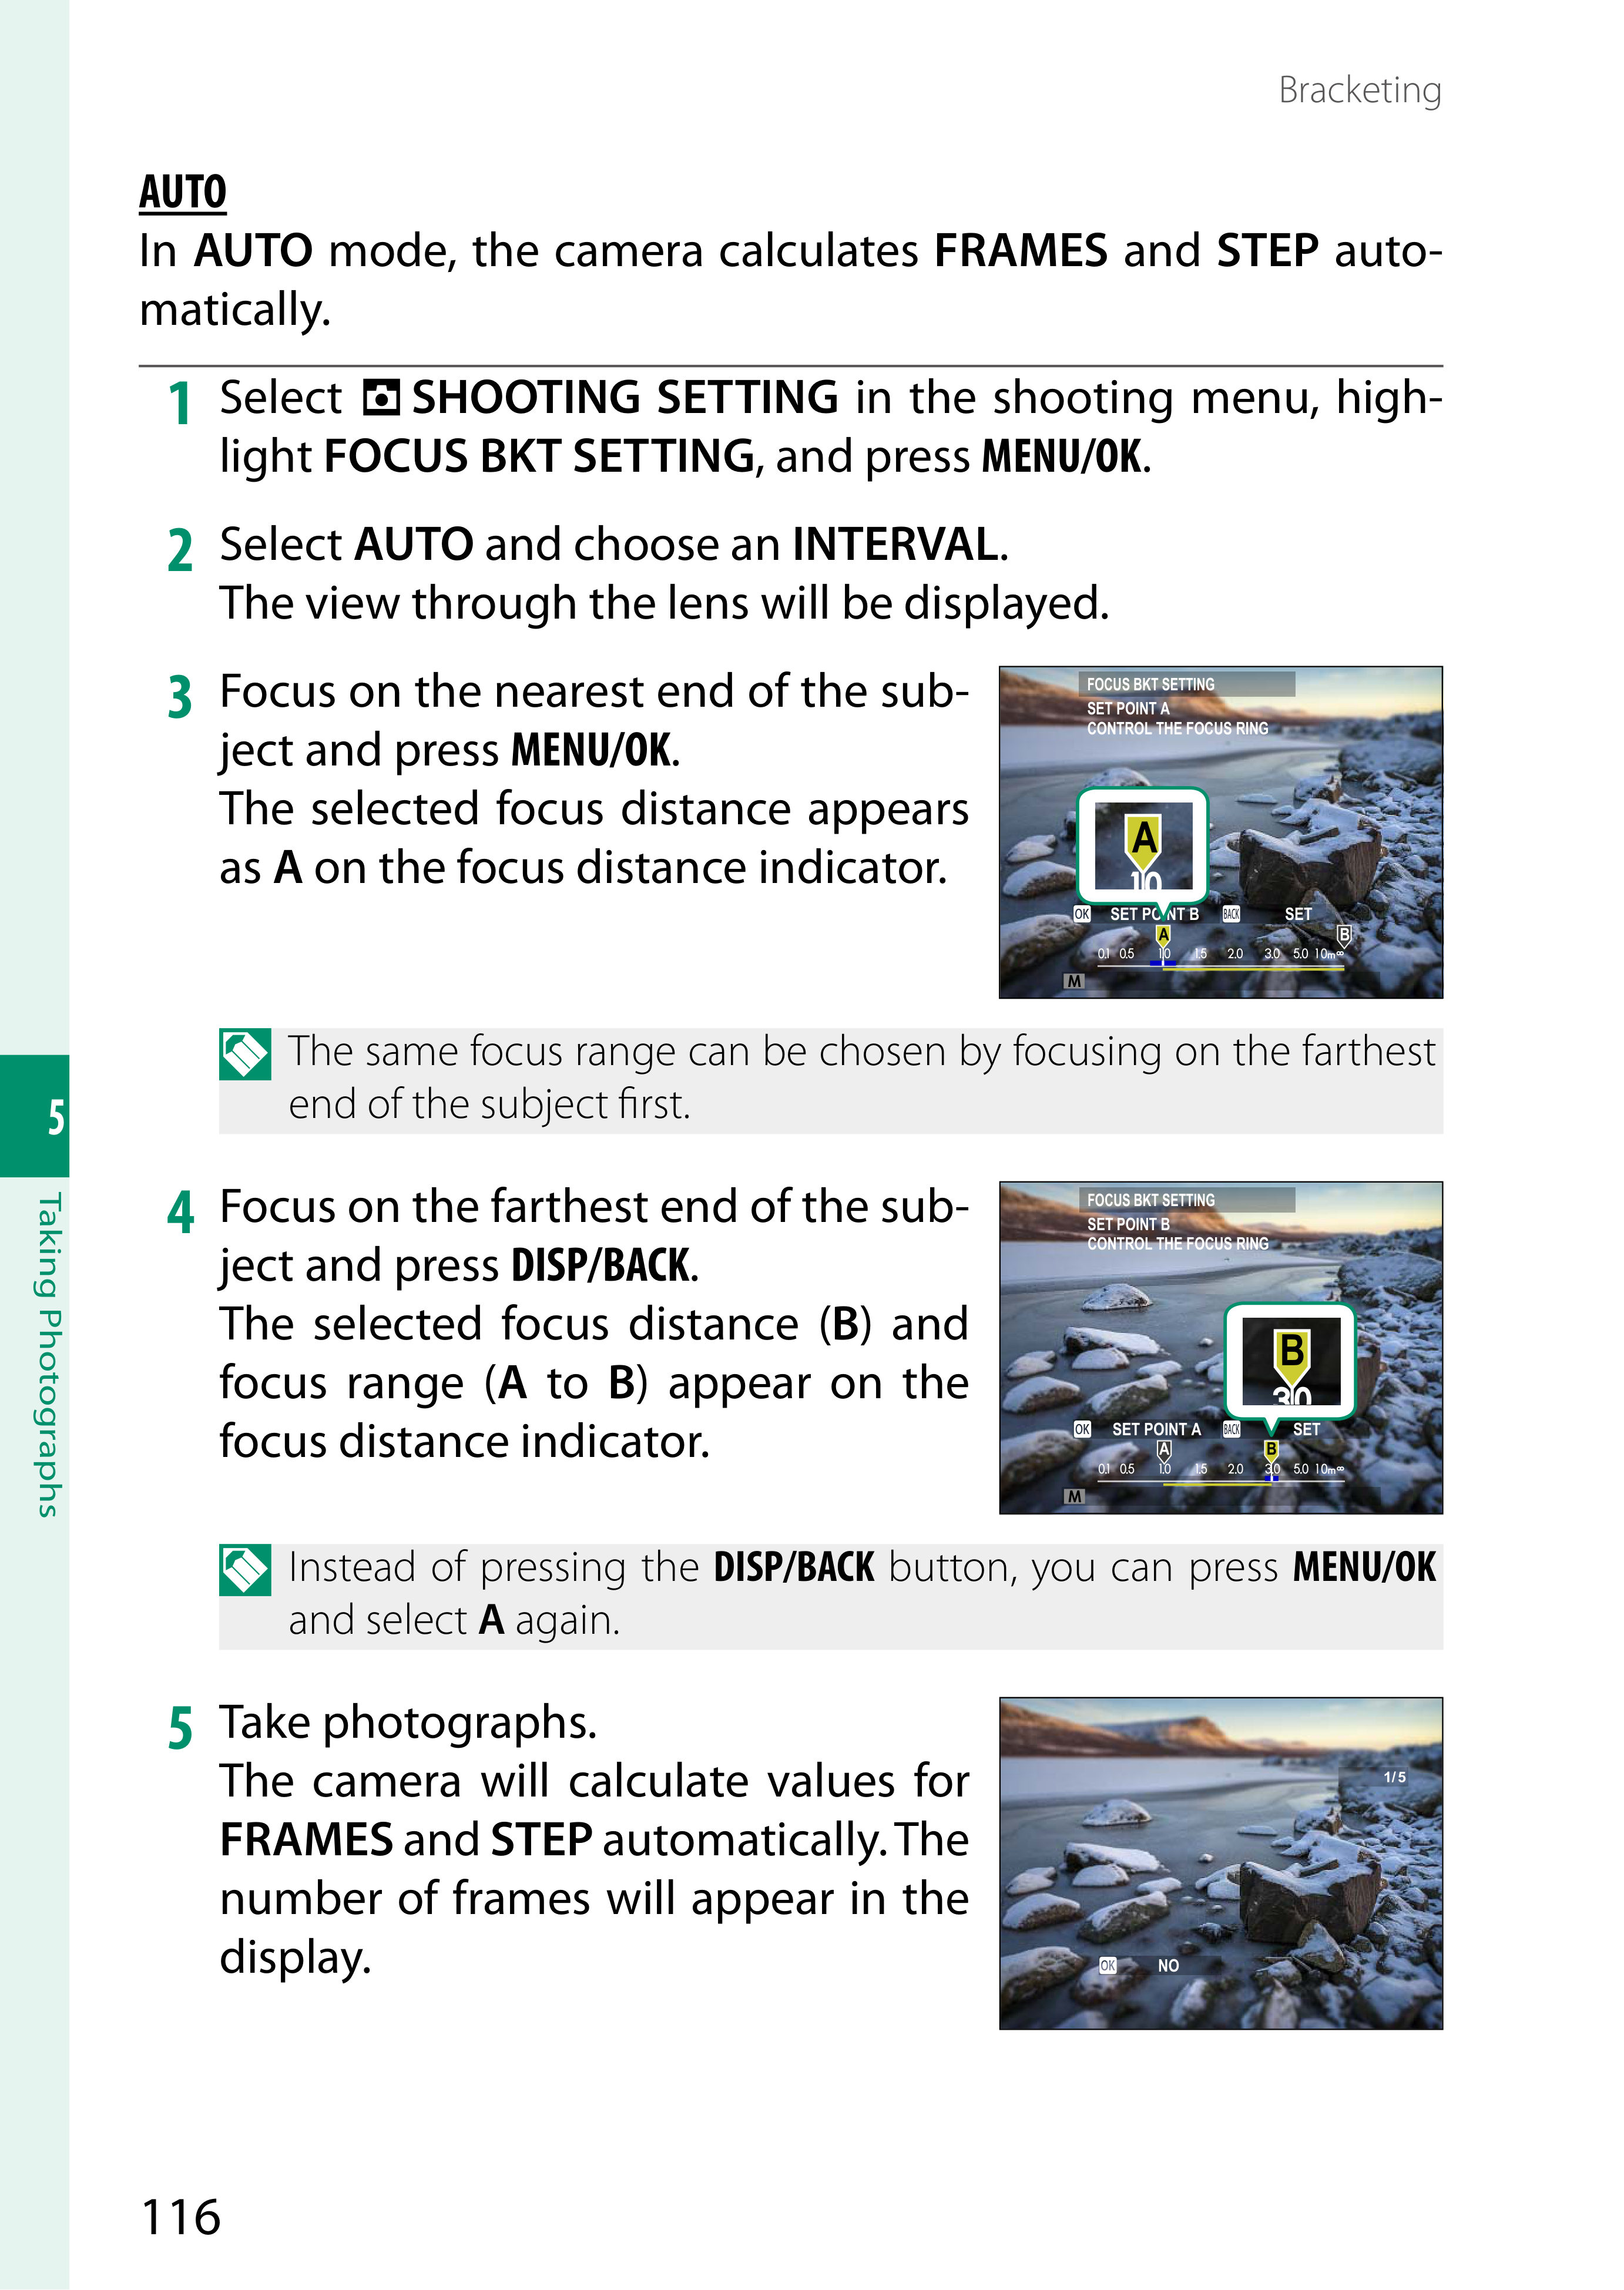 Bracketing
AUTO
In AUTO mode, the camera calculates FRAMES and STEP auto-
matically.
1 Select SHOOTING SETTING in the shooting menu, high-
light FOCUS BKT SETTING, and press MENU/OK.
2 Select AUTO and choose an INTERVAL.
The view through the lens will be displayed.
3 Focus on the nearest end of the sub-
ject and press MENU/OK.
The selected focus distance appears
as A on the focus distance indicator.
FOCUS BKT SETTING
SET POINT A
CONTROL THE FOCUS RING
A
10
OK SET POINT B BACK SET
A B
0.1 0.5 1.0 1.5 2.0 3.0 5.0 10m ∞
M
The same focus range can be chosen by focusing on the farthest
end of the subject first.
4 Focus on the farthest end of the sub-
ject and press DISP/BACK.
The selected focus distance (B) and
focus range (A to B) appear on the
focus distance indicator.
FOCUS BKT SETTING
SET POINT B
CONTROL THE FOCUS RING
B
30
OK SET POINT A BACK SET
A B
0.1 0.5 1.0 1.5 2.0 3.0 5.0 10m ∞
M
Instead of pressing the DISP/BACK button, you can press MENU/OK
and select A again.
5 Take photographs.
The camera will calculate values for
FRAMES and STEP automatically. The
number of frames will appear in the
display.
1/5
OK NO
5
Taking Photographs
116